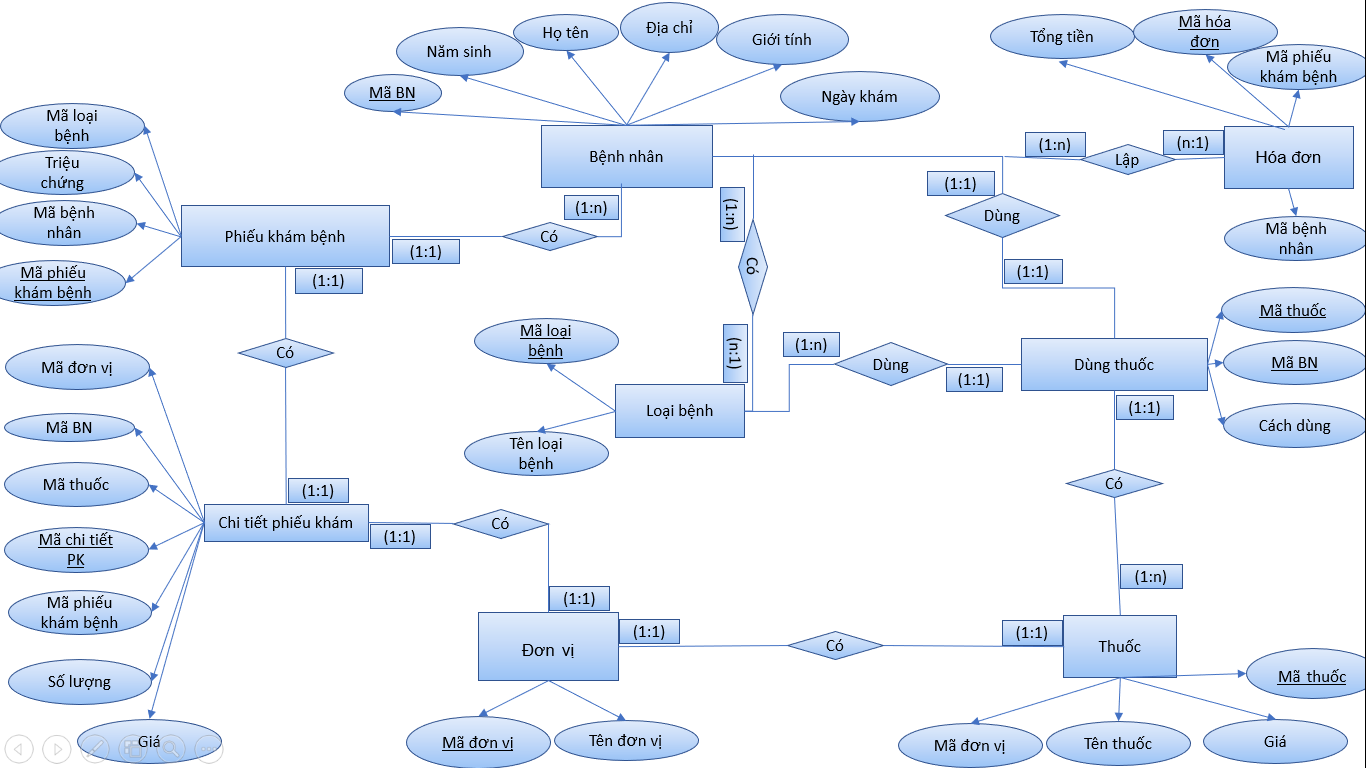 Năm sinh
Họ tên
Địa chỉ
Giới tính
Mã BN
Ngày khám
Tổng tiền
Mã hóa
đơn
Mã phiếu
khám bệnh
Mã loại
bệnh
Triệu
chứng
Mã bệnh
nhân
Mã phiếu
khám bệnh
Bệnh nhân
(1:n)
Lập
(n:1)
Hóa đơn
Mã bệnh
nhân
Phiếu khám bệnh
(1:1)
Có
(1:n)
(1:n)
Có
(n:1)
(1:1)
Dùng
(1:1)
(1:1)
Có
(1:1)
Mã loại
bệnh
Loại bệnh
Tên loại
bệnh
(1:n)
Dùng
(1:1)
Dùng thuốc
(1:1)
Mã thuốc
Mã BN
Cách dùng
Có
(1:n)
Mã đơn vị
Mã BN
Mã thuốc
Mã chi tiết
PK
Mã phiếu
khám bệnh
Số lượng
Giá
Chi tiết phiếu khám
(1:1)
Có
(1:1)
Đơn vị
(1:1)
Có
(1:1)
Thuốc
Mã đơn vị
Tên đơn vị
Mã thuốc
Mã đơn vị
Tên thuốc
Giá